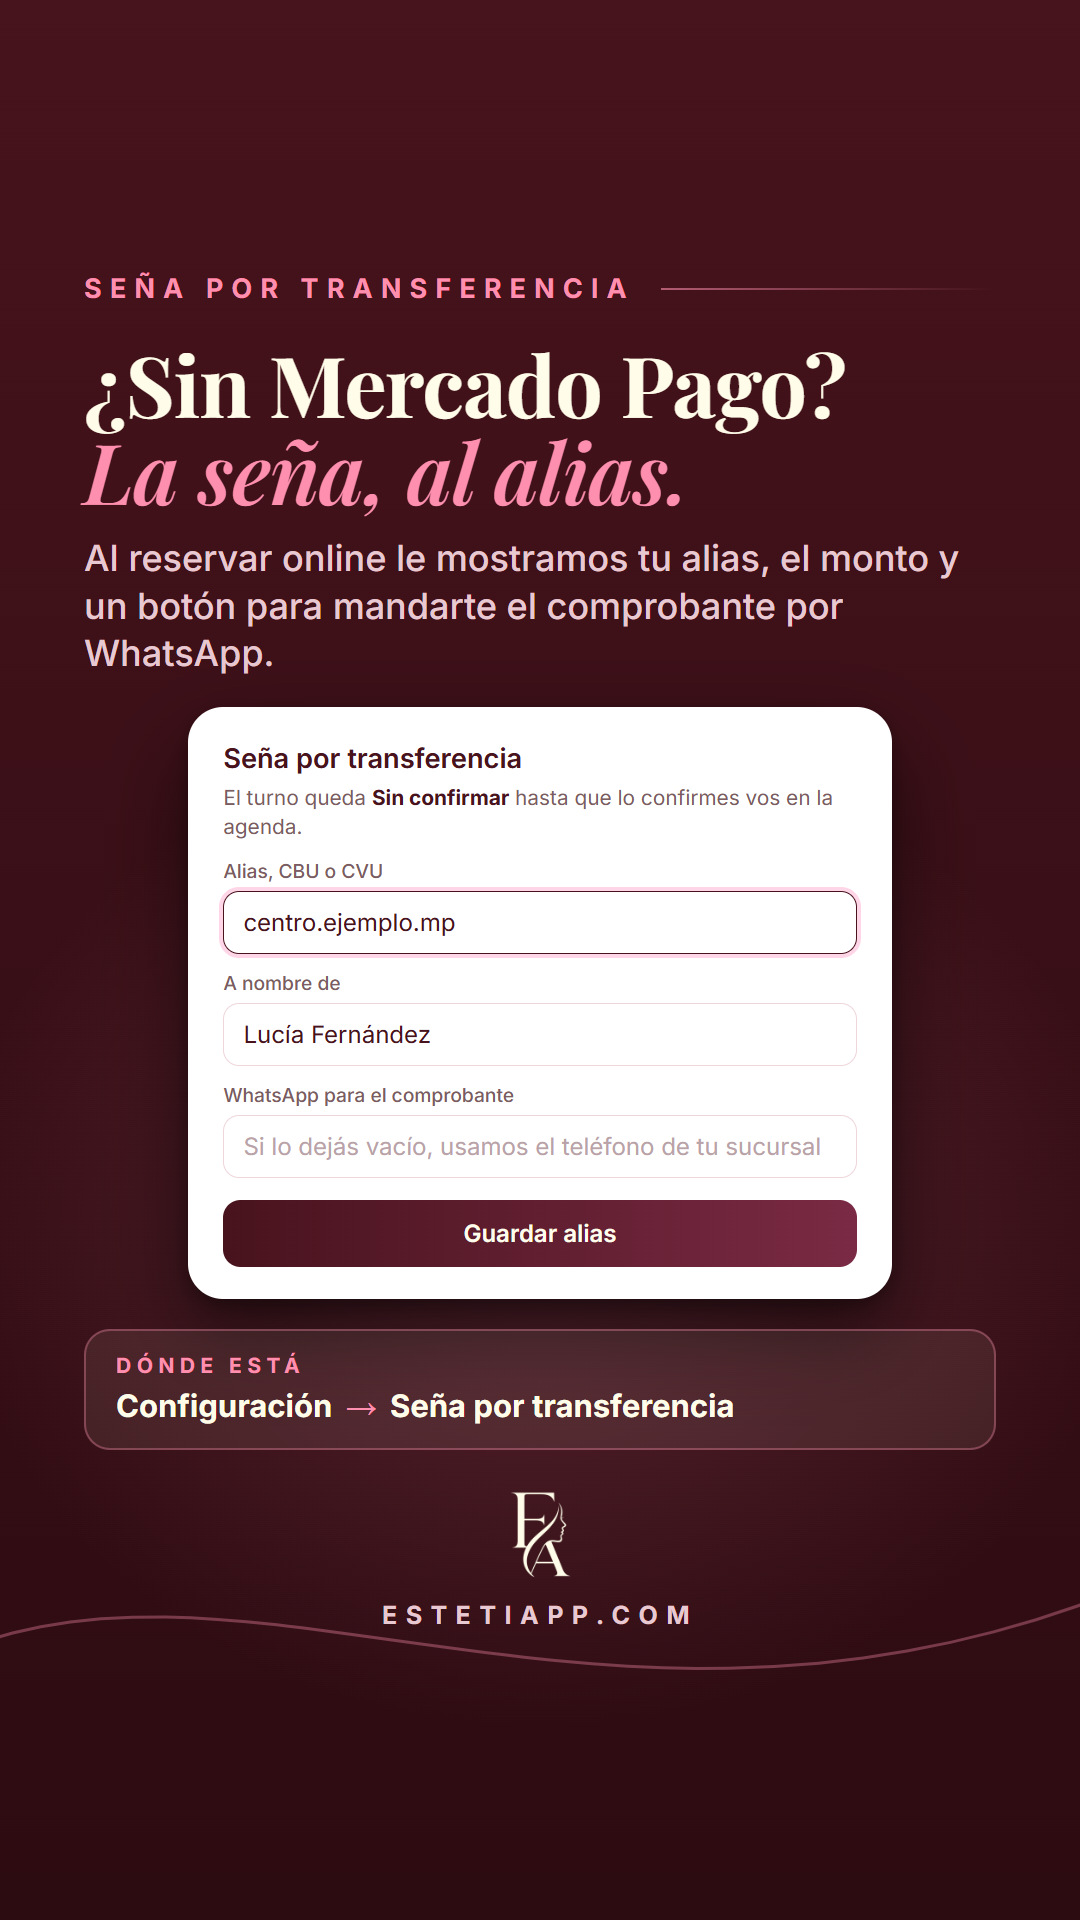 SEÑA POR TRANSFERENCIA
¿Sin Mercado Pago?
La seña, al alias.
Al reservar online le mostramos tu alias, el monto y
un botón para mandarte el comprobante por
WhatsApp.
Seña por transferencia
El turno queda Sin confirmar hasta que lo confirmes vos en la
agenda.
Alias, CBU o CVU
centro.ejemplo.mp
A nombre de
Lucía Fernández
WhatsApp para el comprobante
Si lo dejás vacío, usamos el teléfono de tu sucursal
Guardar alias
DÓNDE ESTÁ
Configuración → Seña por transferencia
EA
ESTETIAPP.COM